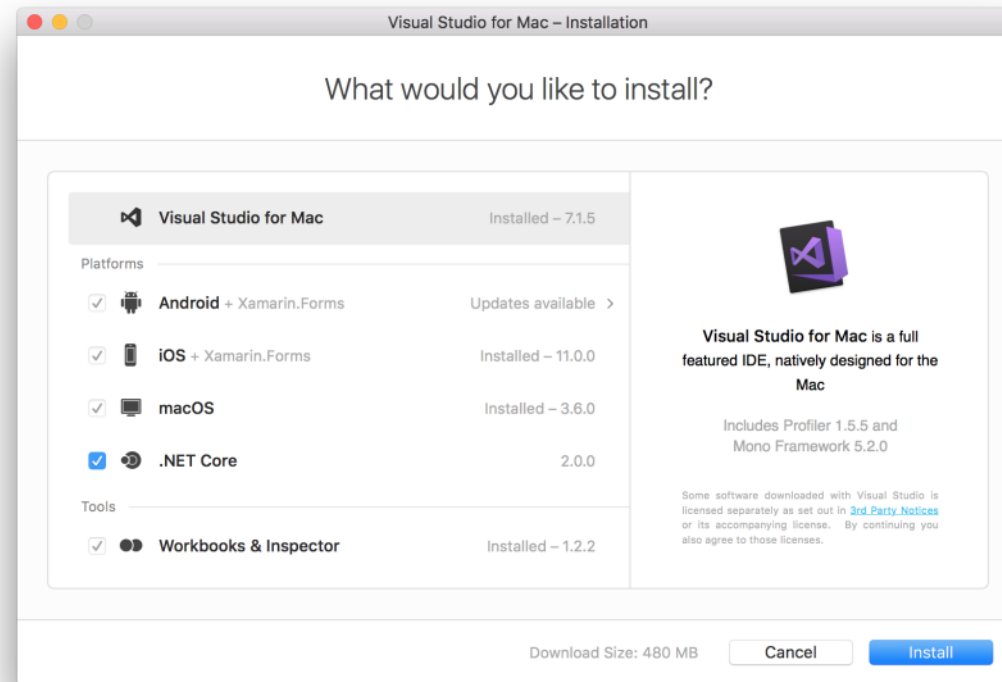 Visual Studio for Mac – Installation
What would you like to install?
Visual Studio for Mac Installed – 7.1.5
Platforms
Android + Xamarin.Forms Updates available >
iOS + Xamarin.Forms Installed – 11.0.0
macOS Installed – 3.6.0
.NET Core 2.0.0
Tools
Workbooks & Inspector Installed – 1.2.2
Visual Studio for Mac is a full
featured IDE, natively designed for the
Mac
Includes Profiler 1.5.5 and
Mono Framework 5.2.0
Some software downloaded with Visual Studio is
licensed separately as set out in 3rd Party Notices
or its accompanying license. By continuing you
also agree to those licenses.
Download Size: 480 MB Cancel Install